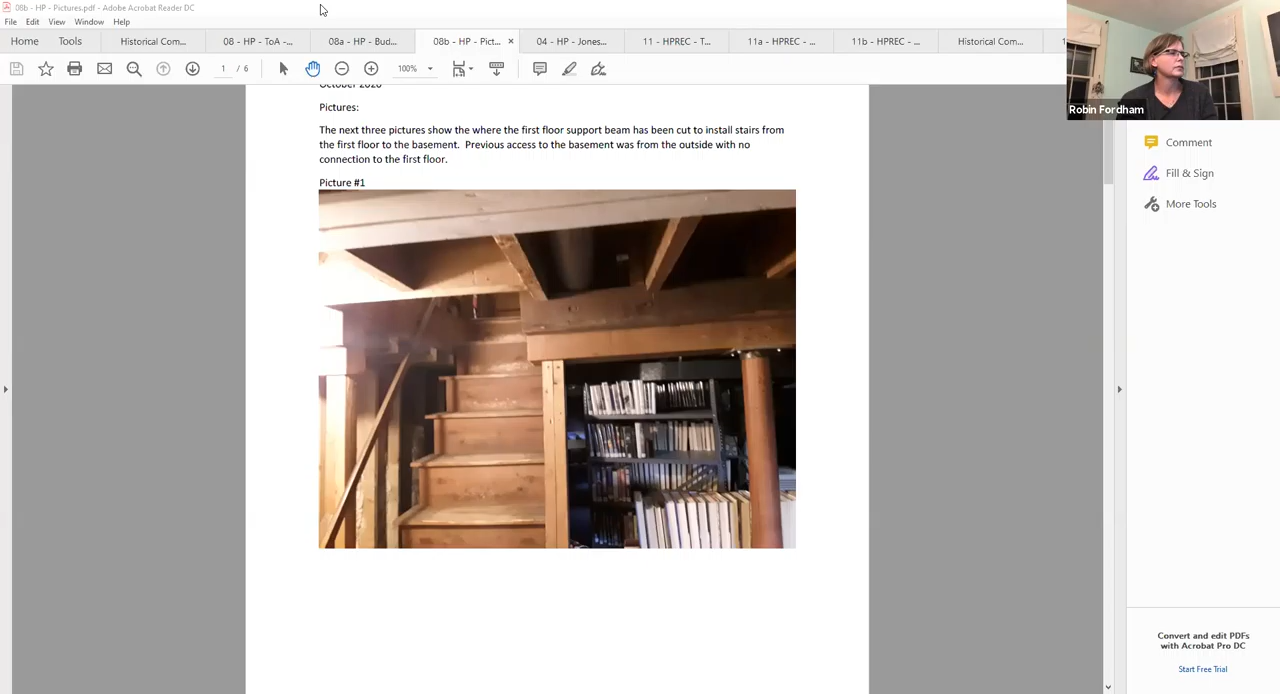 08b - HP - Pictures.pdf - Adobe Acrobat Reader DC
File Edit View Window Help
Home Tools Historical Com... 08 - HP - ToA -... 08a - HP - Bud... 08b - HP - Pict... × 04 - HP - Jones... 11 - HPREC - T... 11a - HPREC - ... 11b - HPREC - ... Historical Com...
1 / 6 100%
October 2020
Pictures:
The next three pictures show the where the first floor support beam has been cut to install stairs from
the first floor to the basement. Previous access to the basement was from the outside with no
connection to the first floor.
Picture #1
Robin Fordham
Comment
Fill & Sign
More Tools
Convert and edit PDFs
with Acrobat Pro DC
Start Free Trial